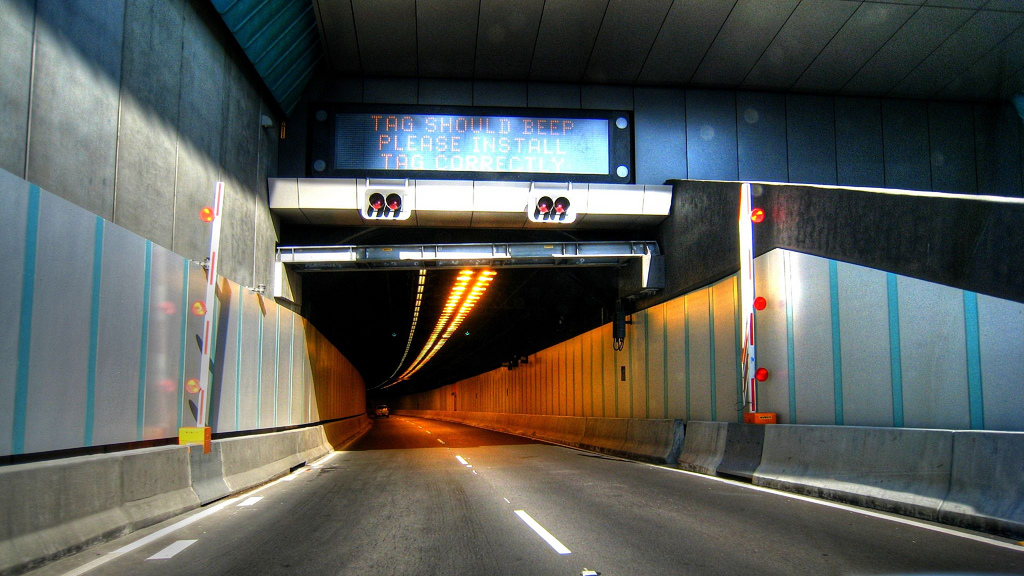 TAG SHOULD BEEP
PLEASE INSTALL
TAG CORRECTLY